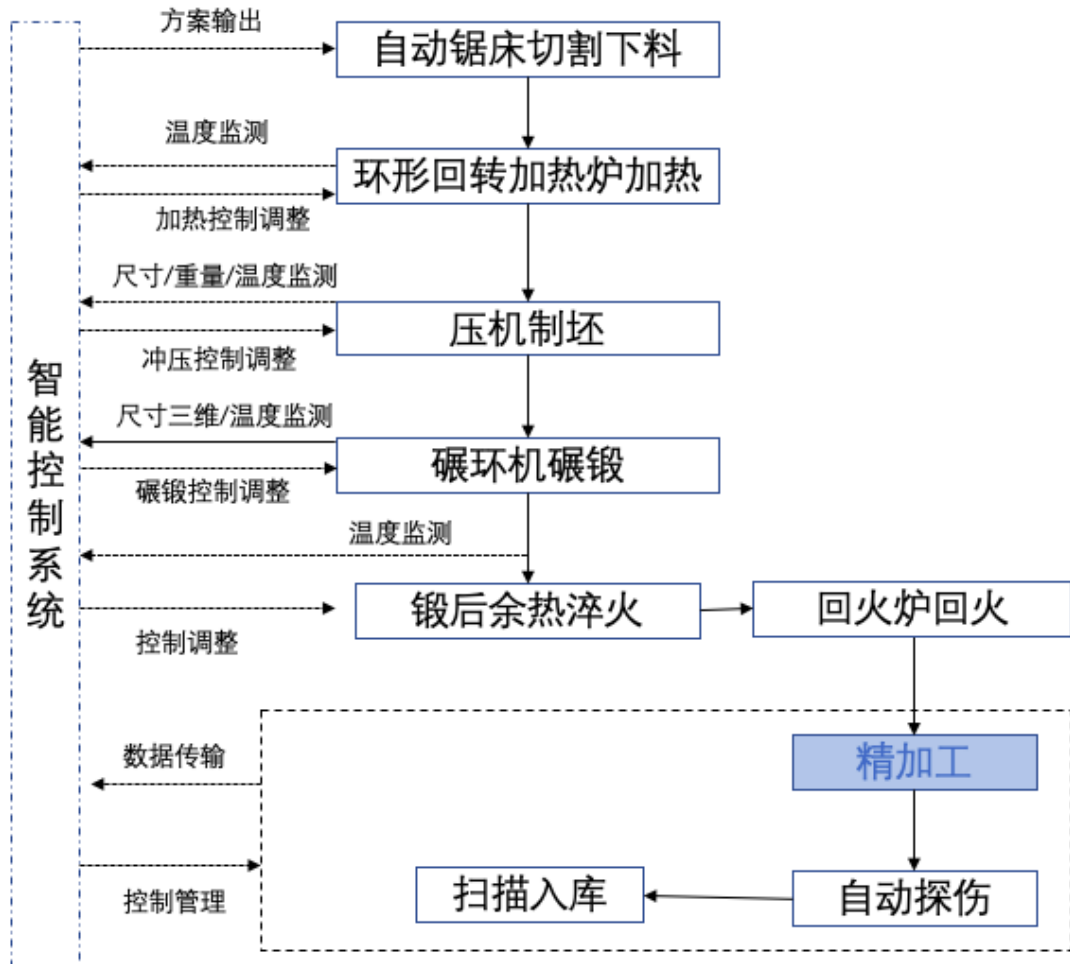 方案输出
自动锯床切割下料
温度监测
环形回转加热炉加热
加热控制调整
尺寸/重量/温度监测
压机制坯
冲压控制调整
智能控制系统
尺寸三维/温度监测
碾环机碾锻
碾锻控制调整
温度监测
锻后余热淬火
回火炉回火
控制调整
数据传输
精加工
控制管理
扫描入库
自动探伤